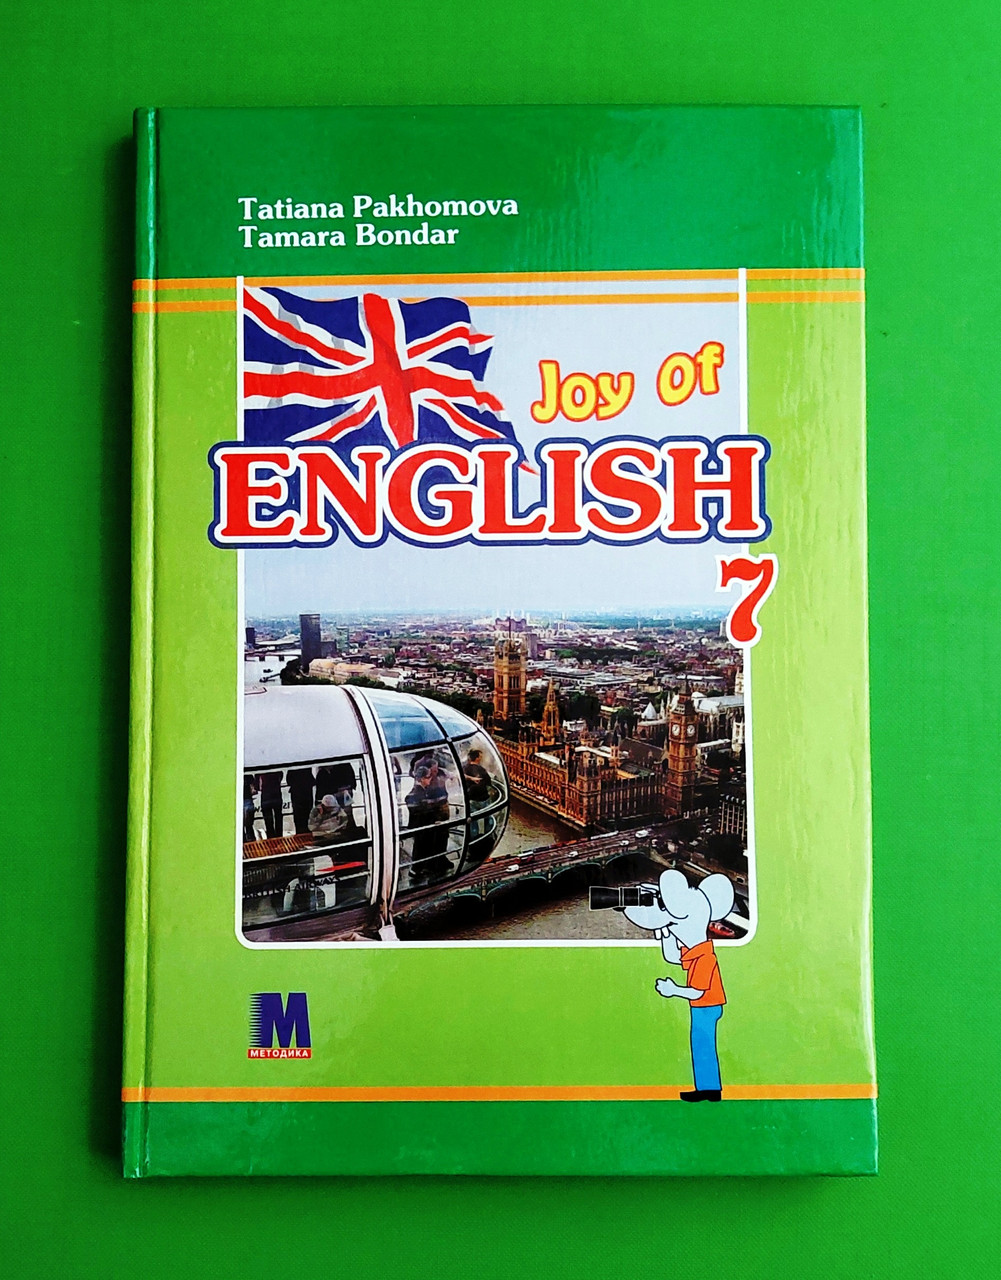 Tatiana Pakhomova
Tamara Bondar
Joy of
ENGLISH
7
М
МЕТОДИКА